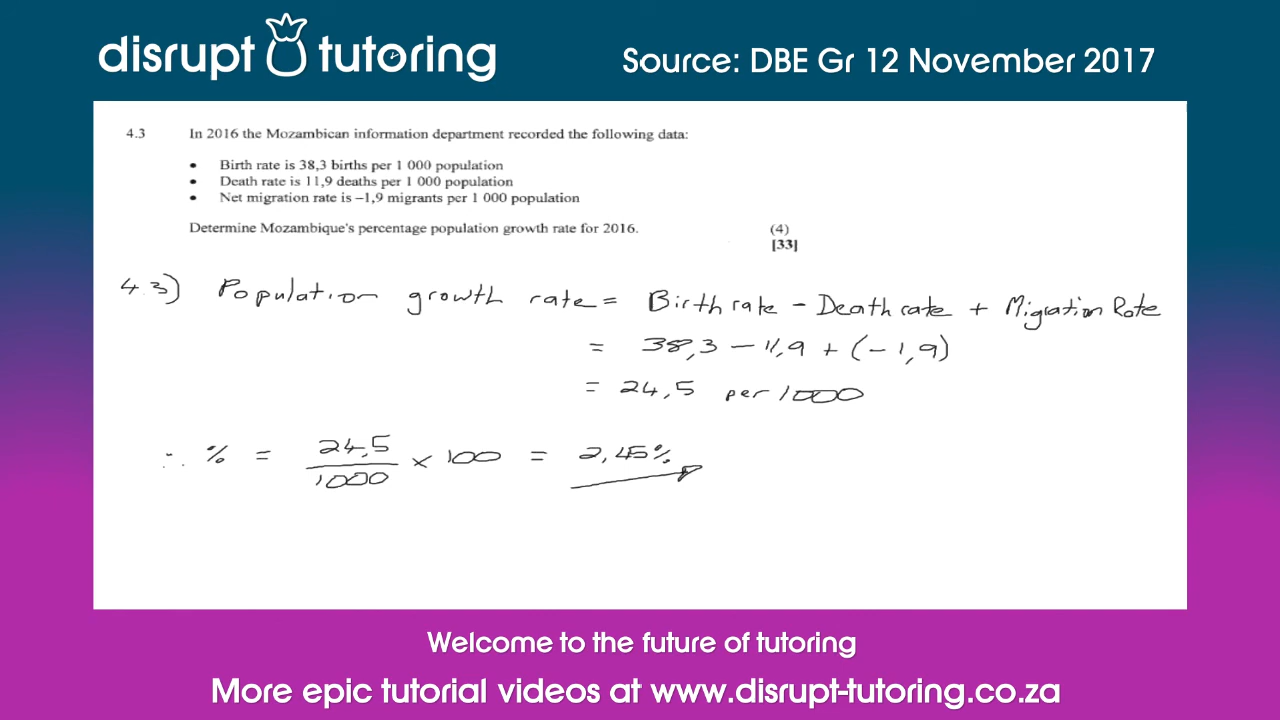 disrupt tutoring
Source: DBE Gr 12 November 2017
4.3 In 2016 the Mozambican information department recorded the following data:
• Birth rate is 38,3 births per 1 000 population
• Death rate is 11,9 deaths per 1 000 population
• Net migration rate is –1,9 migrants per 1 000 population
Determine Mozambique's percentage population growth rate for 2016. (4)
[33]
4.3) Population growth rate = Birth rate - Death rate + Migration Rate
= 38,3 - 11,9 + (-1,9)
= 24,5 per 1000
∴ % = 24,5/1000 × 100 = 2,45%
Welcome to the future of tutoring
More epic tutorial videos at www.disrupt-tutoring.co.za